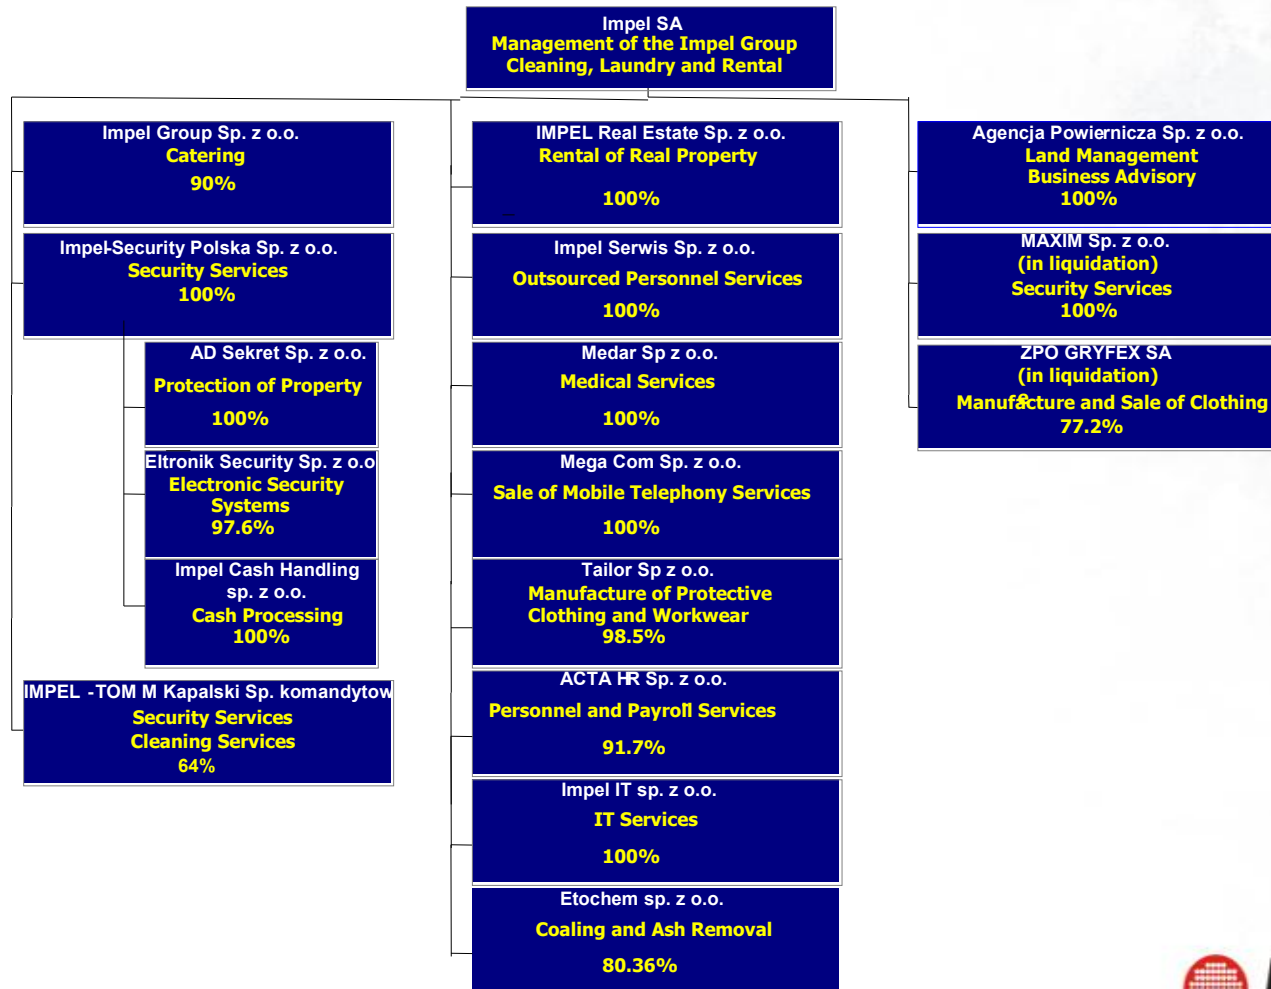 Impel SA
Management of the Impel Group
Cleaning, Laundry and Rental
Impel Group Sp. z o.o.
Catering
90%
Impel-Security Polska Sp. z o.o.
Security Services
100%
AD Sekret Sp. z o.o.
Protection of Property
100%
Eltronik Security Sp. z o.o
Electronic Security
Systems
97.6%
Impel Cash Handling
sp. z o.o.
Cash Processing
100%
IMPEL -TOM M Kapalski Sp. komandytow
Security Services
Cleaning Services
64%
IMPEL Real Estate Sp. z o.o.
Rental of Real Property
100%
Impel Serwis Sp. z o.o.
Outsourced Personnel Services
100%
Medar Sp z o.o.
Medical Services
100%
Mega Com Sp. z o.o.
Sale of Mobile Telephony Services
100%
Tailor Sp z o.o.
Manufacture of Protective
Clothing and Workwear
98.5%
ACTA HR Sp. z o.o.
Personnel and Payroll Services
91.7%
Impel IT sp. z o.o.
IT Services
100%
Etochem sp. z o.o.
Coaling and Ash Removal
80.36%
Agencja Powiernicza Sp. z o.o.
Land Management
Business Advisory
100%
MAXIM Sp. z o.o.
(in liquidation)
Security Services
100%
ZPO GRYFEX SA
(in liquidation)
Manufacture and Sale of Clothing
77.2%